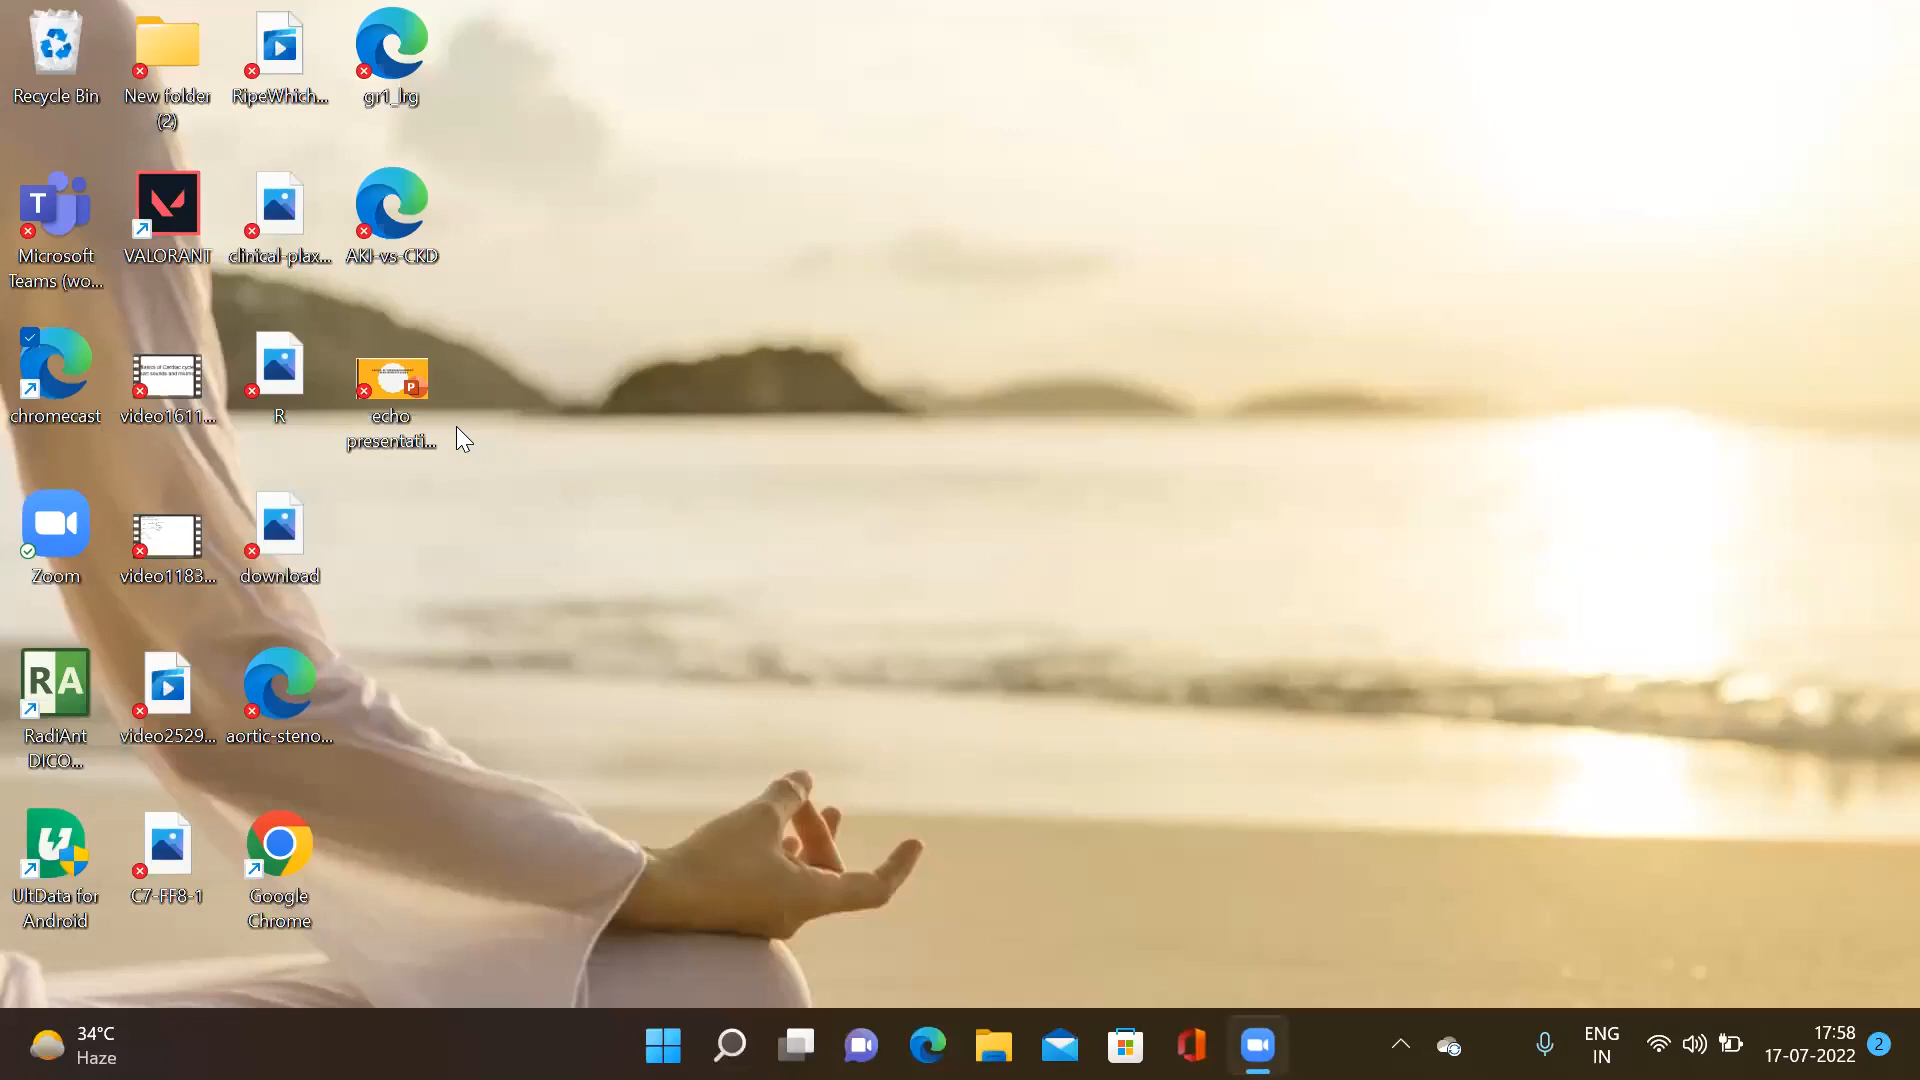 Recycle Bin
New folder
(2)
RipeWhich...
gr1_lrg
T
Microsoft
Teams (wo...
VALORANT
clinical-plax...
AKI-vs-CKD
chromecast
video1611...
R
P
echo
presentati...
Zoom
video1183...
download
RA
RadiAnt
DICO...
video2529...
aortic-steno...
UltData for
Android
C7-FF8-1
Google
Chrome
34°C
Haze
ENG
IN
17:58
17-07-2022
2